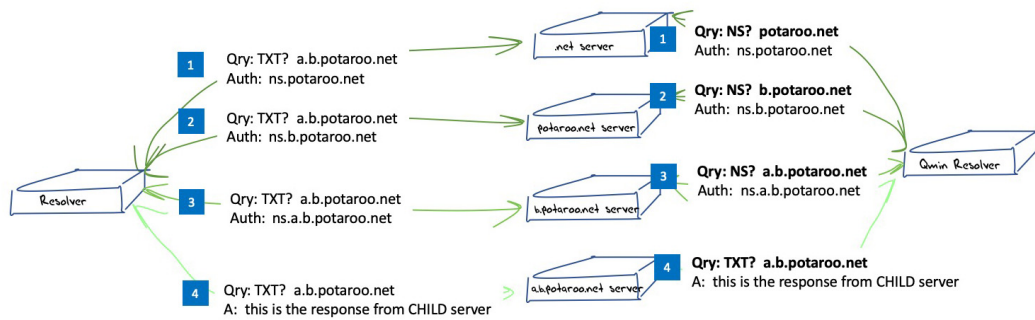 1
Qry: TXT? a.b.potaroo.net
Auth: ns.potaroo.net
.net server
1
Qry: NS? potaroo.net
Auth: ns.potaroo.net
2
Qry: TXT? a.b.potaroo.net
Auth: ns.b.potaroo.net
potaroo.net server
2
Qry: NS? b.potaroo.net
Auth: ns.b.potaroo.net
Resolver
Qmin Resolver
3
Qry: TXT? a.b.potaroo.net
Auth: ns.a.b.potaroo.net
b.potaroo.net server
3
Qry: NS? a.b.potaroo.net
Auth: ns.a.b.potaroo.net
4
Qry: TXT? a.b.potaroo.net
A: this is the response from CHILD server
a.b.potaroo.net server
4
Qry: TXT? a.b.potaroo.net
A: this is the response from CHILD server